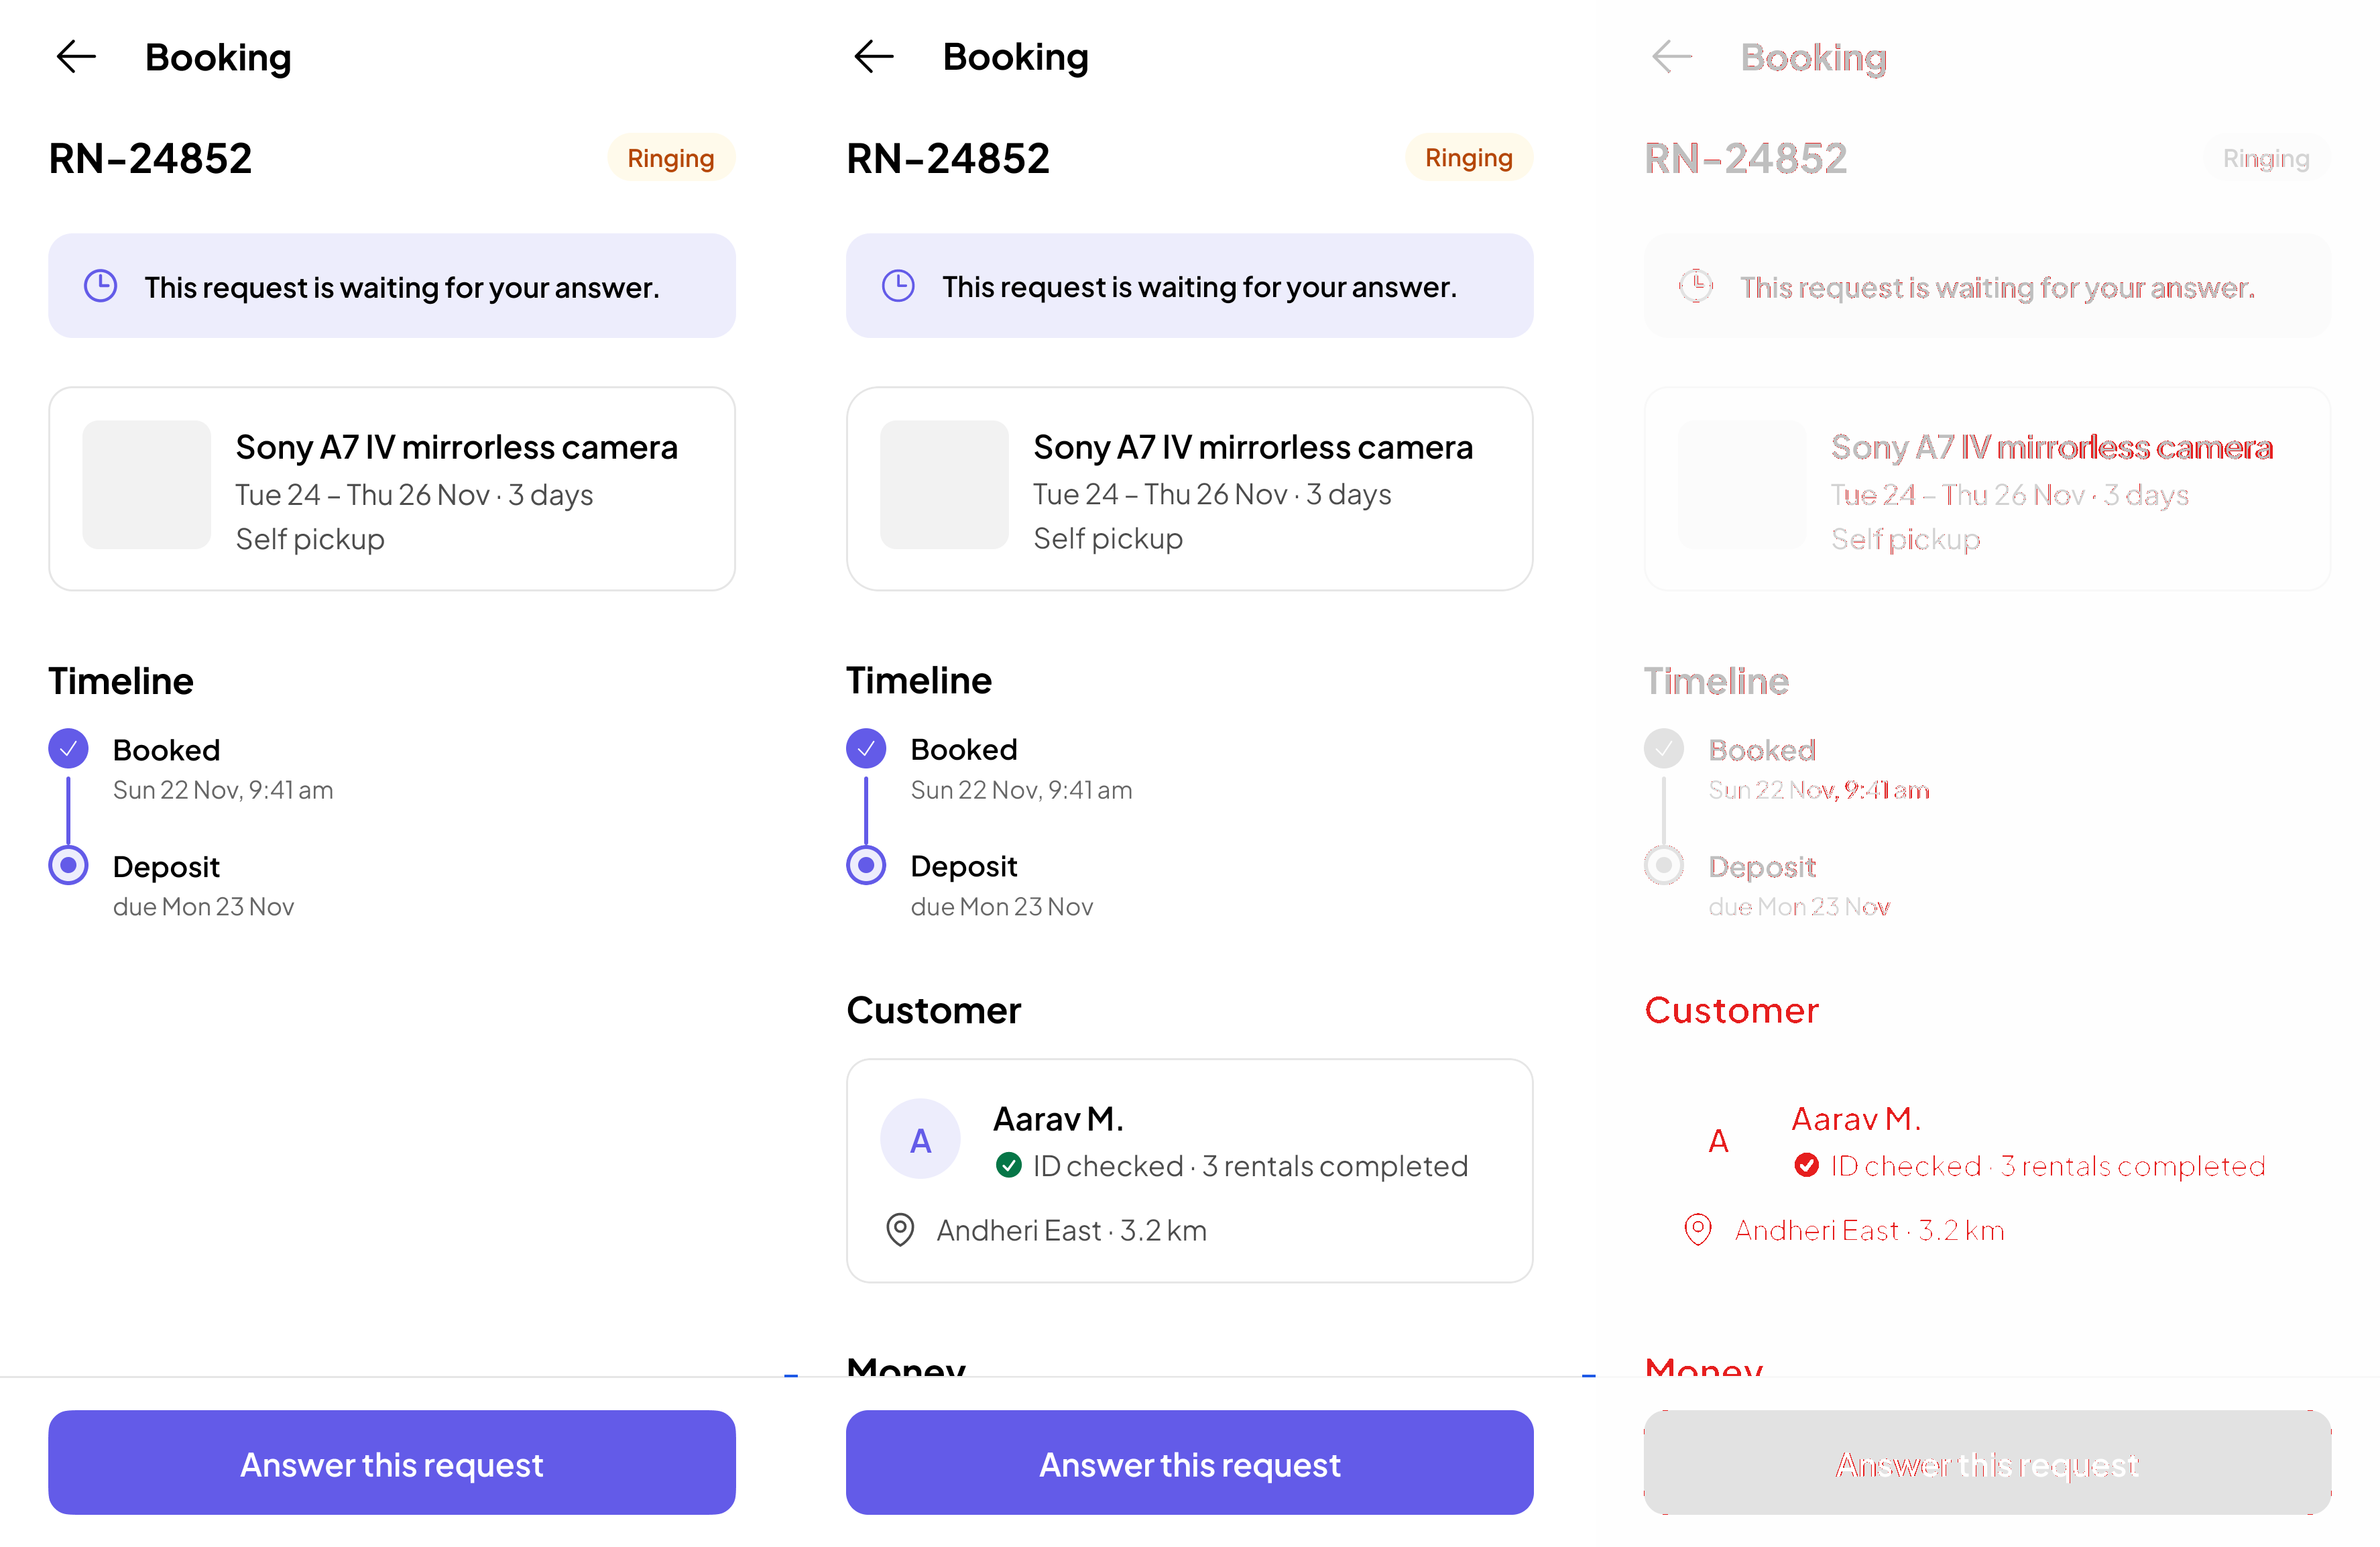 Booking
RN-24852
Ringing
This request is waiting for your answer.
Sony A7 IV mirrorless camera
Tue 24 – Thu 26 Nov · 3 days
Self pickup
Timeline
Booked
Sun 22 Nov, 9:41 am
Deposit
due Mon 23 Nov
Answer this request
Booking
RN-24852
Ringing
This request is waiting for your answer.
Sony A7 IV mirrorless camera
Tue 24 – Thu 26 Nov · 3 days
Self pickup
Timeline
Booked
Sun 22 Nov, 9:41 am
Deposit
due Mon 23 Nov
Customer
A
Aarav M.
ID checked · 3 rentals completed
Andheri East · 3.2 km
Money
Answer this request
Booking
RN-24852
Ringing
This request is waiting for your answer.
Sony A7 IV mirrorless camera
Tue 24 – Thu 26 Nov · 3 days
Self pickup
Timeline
Booked
Sun 22 Nov, 9:41 am
Deposit
due Mon 23 Nov
Customer
A
Aarav M.
ID checked · 3 rentals completed
Andheri East · 3.2 km
Money
Answer this request